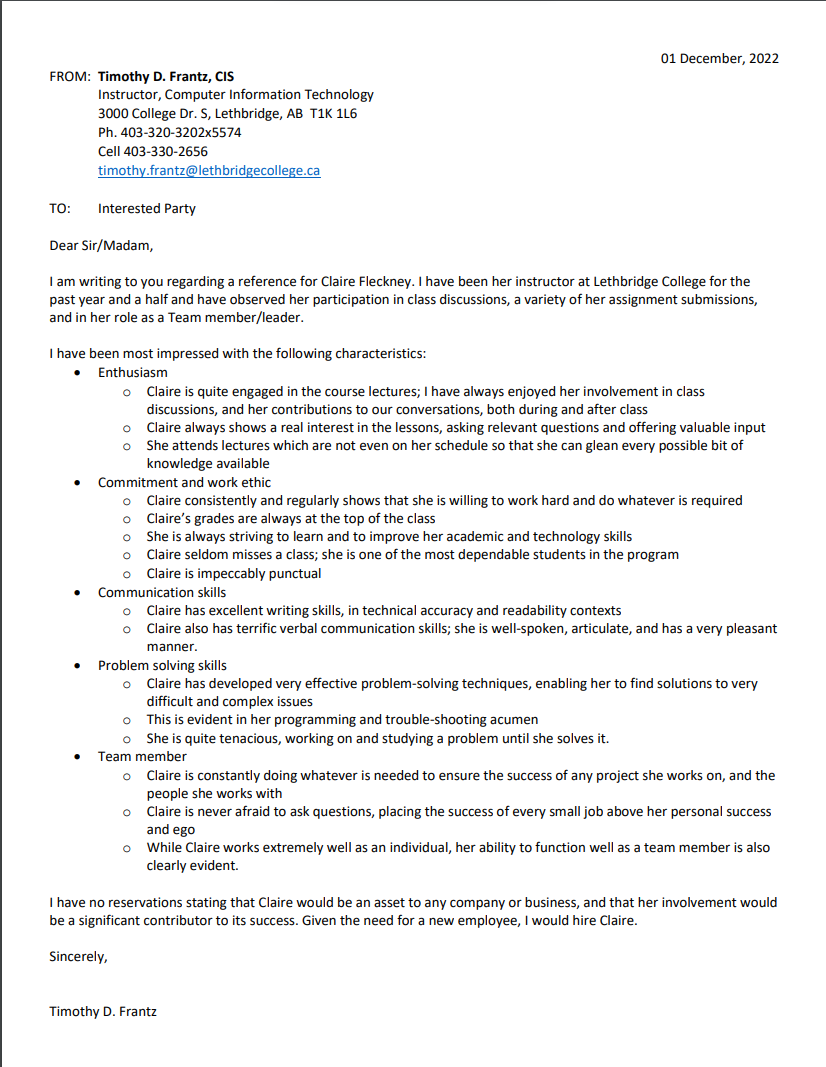 01 December, 2022
FROM: Timothy D. Frantz, CIS
Instructor, Computer Information Technology
3000 College Dr. S, Lethbridge, AB T1K 1L6
Ph. 403-320-3202x5574
Cell 403-330-2656
timothy.frantz@lethbridgecollege.ca
TO: Interested Party
Dear Sir/Madam,
I am writing to you regarding a reference for Claire Fleckney. I have been her instructor at Lethbridge College for the
past year and a half and have observed her participation in class discussions, a variety of her assignment submissions,
and in her role as a Team member/leader.
I have been most impressed with the following characteristics:
• Enthusiasm
o Claire is quite engaged in the course lectures; I have always enjoyed her involvement in class
discussions, and her contributions to our conversations, both during and after class
o Claire always shows a real interest in the lessons, asking relevant questions and offering valuable input
o She attends lectures which are not even on her schedule so that she can glean every possible bit of
knowledge available
• Commitment and work ethic
o Claire consistently and regularly shows that she is willing to work hard and do whatever is required
o Claire’s grades are always at the top of the class
o She is always striving to learn and to improve her academic and technology skills
o Claire seldom misses a class; she is one of the most dependable students in the program
o Claire is impeccably punctual
• Communication skills
o Claire has excellent writing skills, in technical accuracy and readability contexts
o Claire also has terrific verbal communication skills; she is well-spoken, articulate, and has a very pleasant
manner.
• Problem solving skills
o Claire has developed very effective problem-solving techniques, enabling her to find solutions to very
difficult and complex issues
o This is evident in her programming and trouble-shooting acumen
o She is quite tenacious, working on and studying a problem until she solves it.
• Team member
o Claire is constantly doing whatever is needed to ensure the success of any project she works on, and the
people she works with
o Claire is never afraid to ask questions, placing the success of every small job above her personal success
and ego
o While Claire works extremely well as an individual, her ability to function well as a team member is also
clearly evident.
I have no reservations stating that Claire would be an asset to any company or business, and that her involvement would
be a significant contributor to its success. Given the need for a new employee, I would hire Claire.
Sincerely,
Timothy D. Frantz